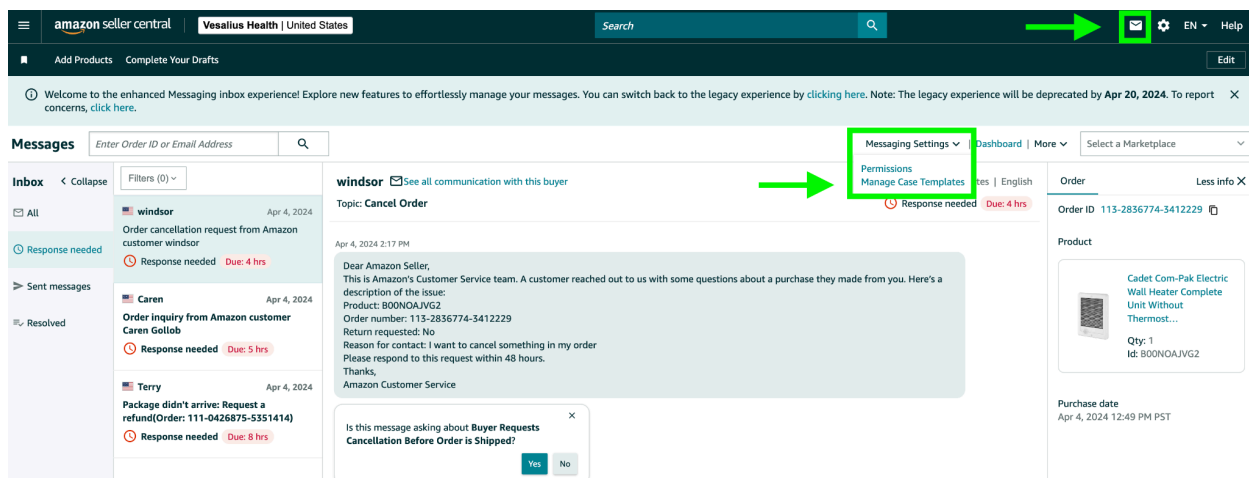 amazon seller central
Vesalius Health | United States
Search
EN
Help
Add Products Complete Your Drafts
Edit
Welcome to the enhanced Messaging inbox experience! Explore new features to effortlessly manage your messages. You can switch back to the legacy experience by clicking here. Note: The legacy experience will be deprecated by Apr 20, 2024. To report
concerns, click here.
Messages
Enter Order ID or Email Address
Messaging Settings
| Dashboard | More
Select a Marketplace
Permissions
Manage Case Templates
| English
Inbox
Collapse
All
Response needed
Sent messages
Resolved
Filters (0)
windsor
Apr 4, 2024
Order cancellation request from Amazon
customer windsor
Response needed Due: 4 hrs
Caren
Apr 4, 2024
Order inquiry from Amazon customer
Caren Gollob
Response needed Due: 5 hrs
Terry
Apr 4, 2024
Package didn't arrive: Request a
refund(Order: 111-0426875-5351414)
Response needed Due: 8 hrs
windsor See all communication with this buyer
Topic: Cancel Order
Response needed Due: 4 hrs
Apr 4, 2024 2:17 PM
Dear Amazon Seller,
This is Amazon's Customer Service team. A customer reached out to us with some questions about a purchase they made from you. Here's a
description of the issue:
Product: B00NOAJVG2
Order number: 113-2836774-3412229
Return requested: No
Reason for contact: I want to cancel something in my order
Please respond to this request within 48 hours.
Thanks,
Amazon Customer Service
Is this message asking about Buyer Requests
Cancellation Before Order is Shipped?
Yes No
Order
Less info
Order ID 113-2836774-3412229
Product
Cadet Com-Pak Electric
Wall Heater Complete
Unit Without
Thermost...
Qty: 1
Id: B00NOAJVG2
Purchase date
Apr 4, 2024 12:49 PM PST